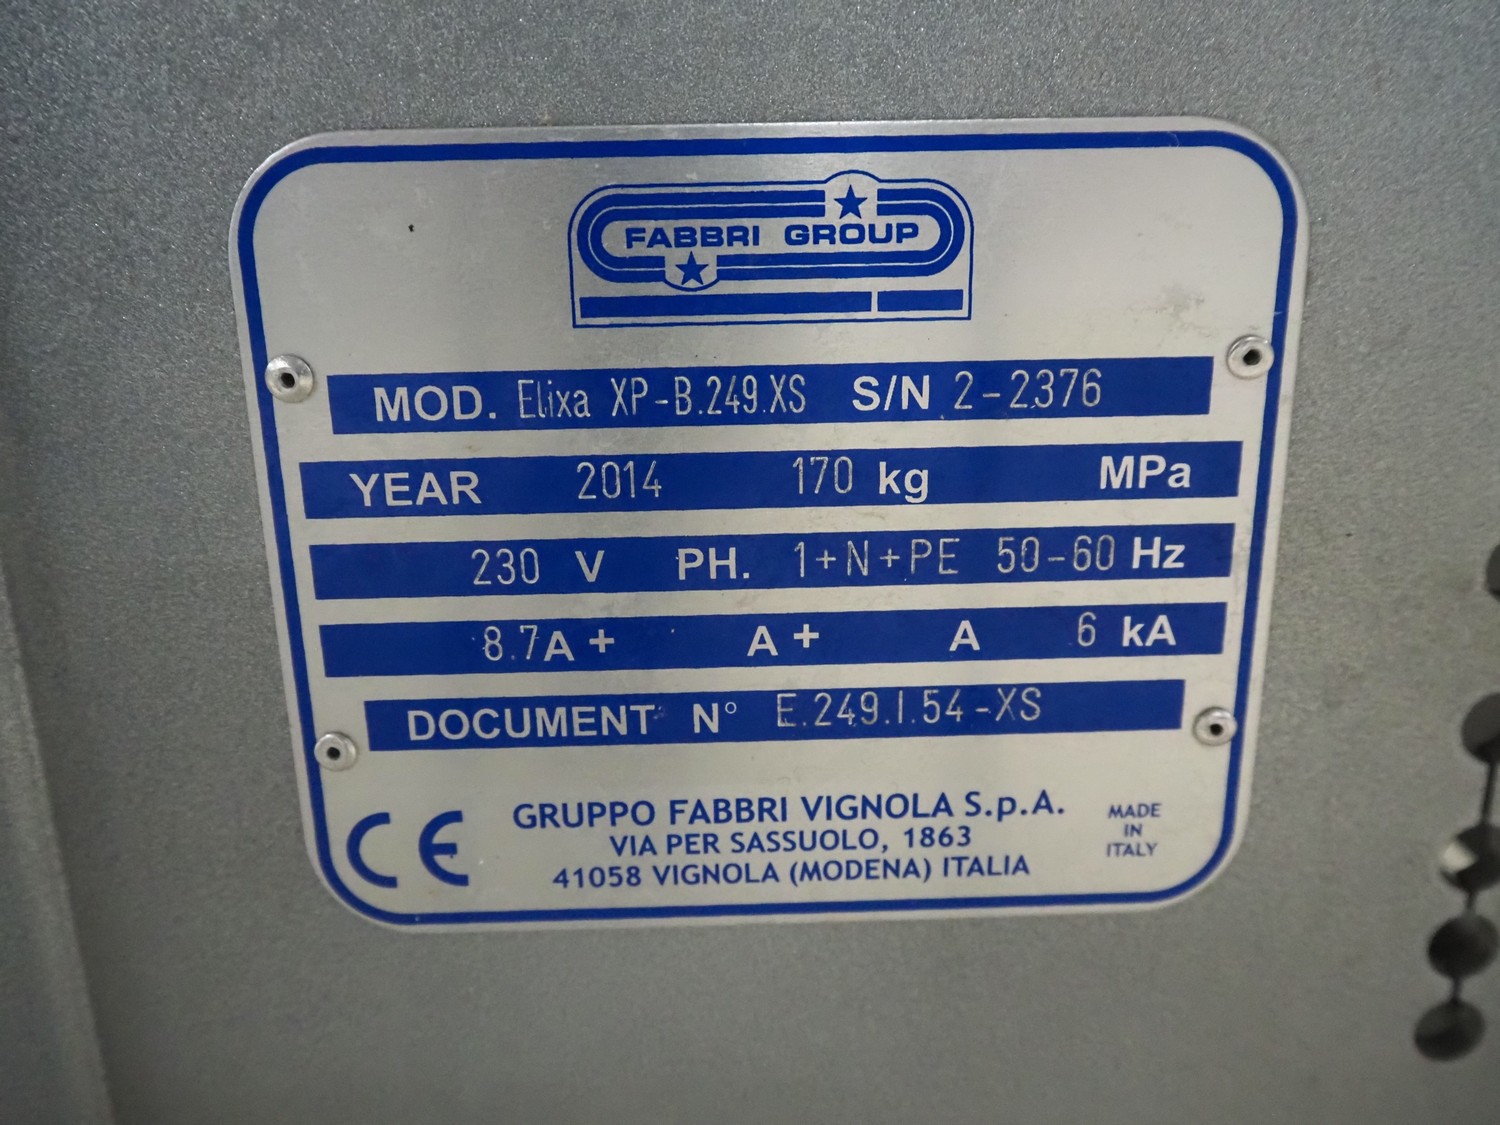 FABBRI GROUP
MOD. Elixa XP-B.249.XS S/N 2-2376
YEAR 2014 170 kg MPa
230 V PH. 1+N+PE 50-60 Hz
8.7A + A + A 6 kA
DOCUMENT N° E.249.I.54-XS
CE GRUPPO FABBRI VIGNOLA S.p.A.
VIA PER SASSUOLO, 1863
41058 VIGNOLA (MODENA) ITALIA
MADE
IN
ITALY